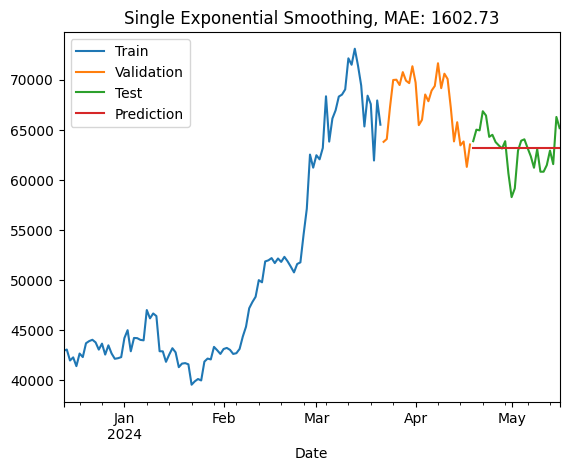 Single Exponential Smoothing, MAE: 1602.73
Train
Validation
Test
Prediction
70000
65000
60000
55000
50000
45000
40000
Jan
2024
Feb
Mar
Apr
May
Date